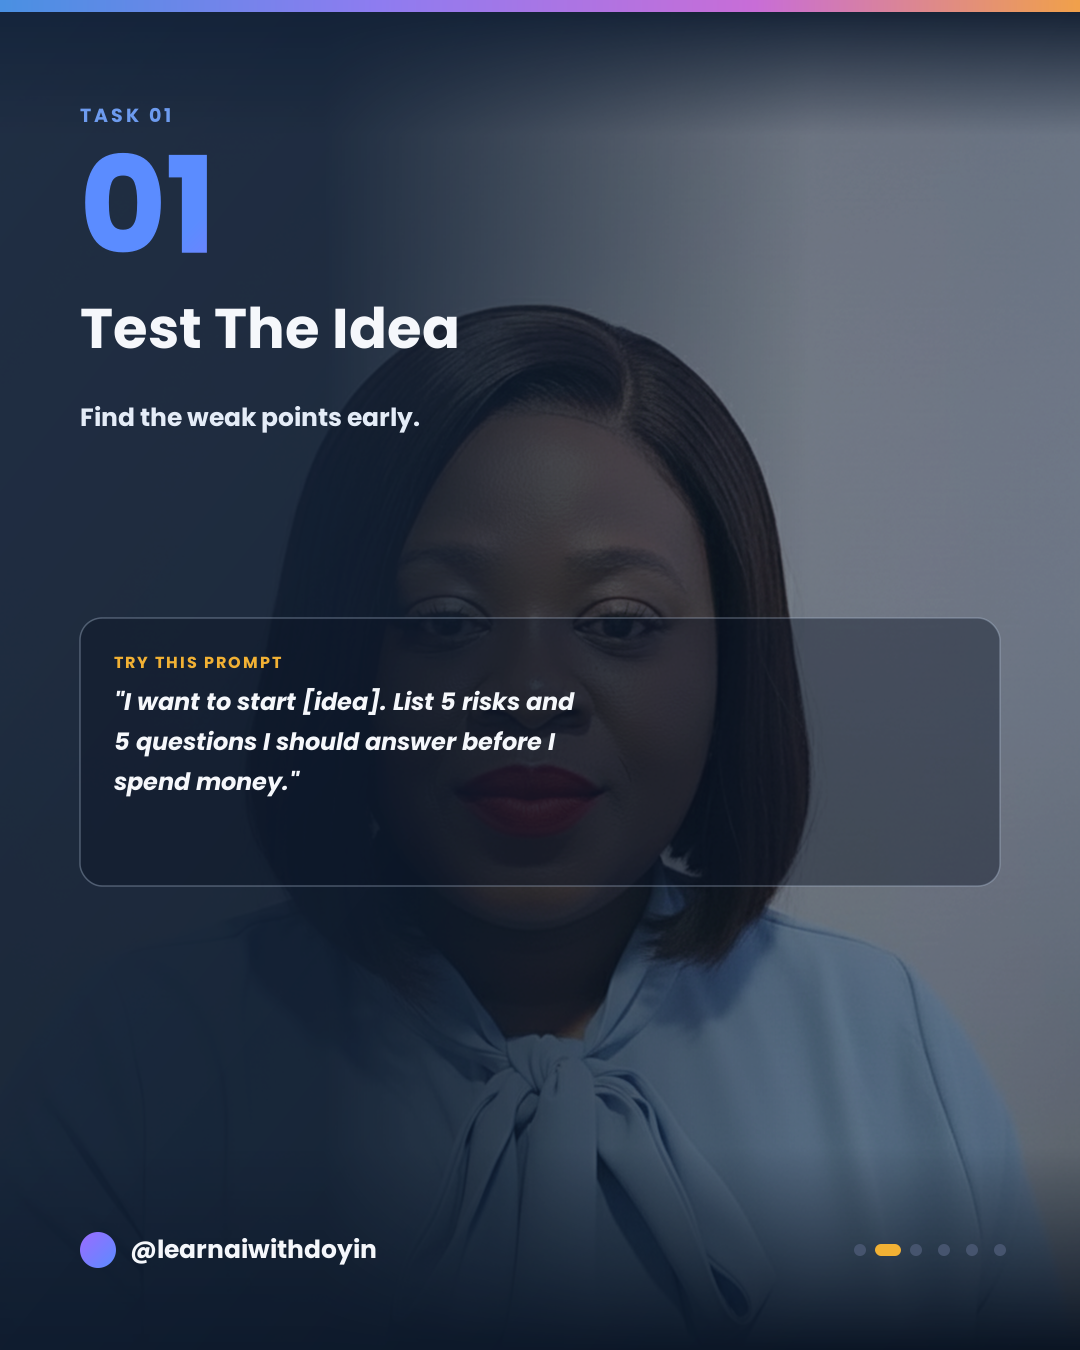 TASK 01
01
Test The Idea
Find the weak points early.
TRY THIS PROMPT
"I want to start [idea]. List 5 risks and
5 questions I should answer before I
spend money."
@learnaiwithdoyin